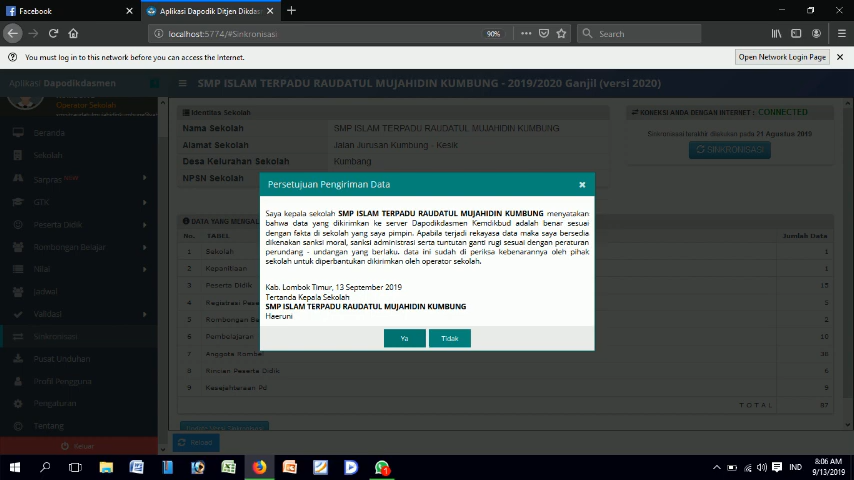 Facebook
Aplikasi Dapodik Ditjen Dikdasm
localhost:5774/#Sinkronisasi
90%
Search
You must log in to this network before you can access the Internet.
Open Network Login Page
Aplikasi Dapodikdasmen
SMP ISLAM TERPADU RAUDATUL MUJAHIDIN KUMBUNG - 2019/2020 Ganjil (versi 2020)
Operator Sekolah
Beranda
Sekolah
Sarpras
GTK
Peserta Didik
Rombongan Belajar
Nilai
Jadwal
Validasi
Sinkronisasi
Pusat Unduhan
Profil Pengguna
Pengaturan
Tentang
Keluar
Identitas Sekolah
Nama Sekolah SMP ISLAM TERPADU RAUDATUL MUJAHIDIN KUMBUNG
Alamat Sekolah Jalan Jurusan Kumbung - Kesik
Desa Kelurahan Sekolah Kumbang
NPSN Sekolah
KONEKSI ANDA DENGAN INTERNET : CONNECTED
Sinkronisasi terakhir dilakukan pada 21 Agustus 2019
SINKRONISASI
DATA YANG MENGAL
No. TABEL Jumlah Data
1 Sekolah 1
2 Kepanitiaan 1
3 Peserta Didik 15
4 Registrasi Pese
5 Rombongan Be
6 Pembelajaran 10
7 Anggota Rombel
8 Rincian Peserta Didik 6
9 Kesejahteraan Pd
TOTAL 87
Reload
Persetujuan Pengiriman Data
Saya kepala sekolah SMP ISLAM TERPADU RAUDATUL MUJAHIDIN KUMBUNG menyatakan
bahwa data yang dikirimkan ke server Dapodikdasmen Kemdikbud adalah benar sesuai
dengan fakta di sekolah yang saya pimpin. Apabila terjadi rekayasa data maka saya bersedia
dikenakan sanksi moral, sanksi administrasi serta tuntutan ganti rugi sesuai dengan peraturan
perundang - undangan yang berlaku. data ini sudah di periksa kebenarannya oleh pihak
sekolah untuk diperbantukan dikirimkan oleh operator sekolah.
Kab. Lombok Timur, 13 September 2019
Tertanda Kepala Sekolah
SMP ISLAM TERPADU RAUDATUL MUJAHIDIN KUMBUNG
Haeruni
Ya
Tidak
IND
8:06 AM
9/13/2019